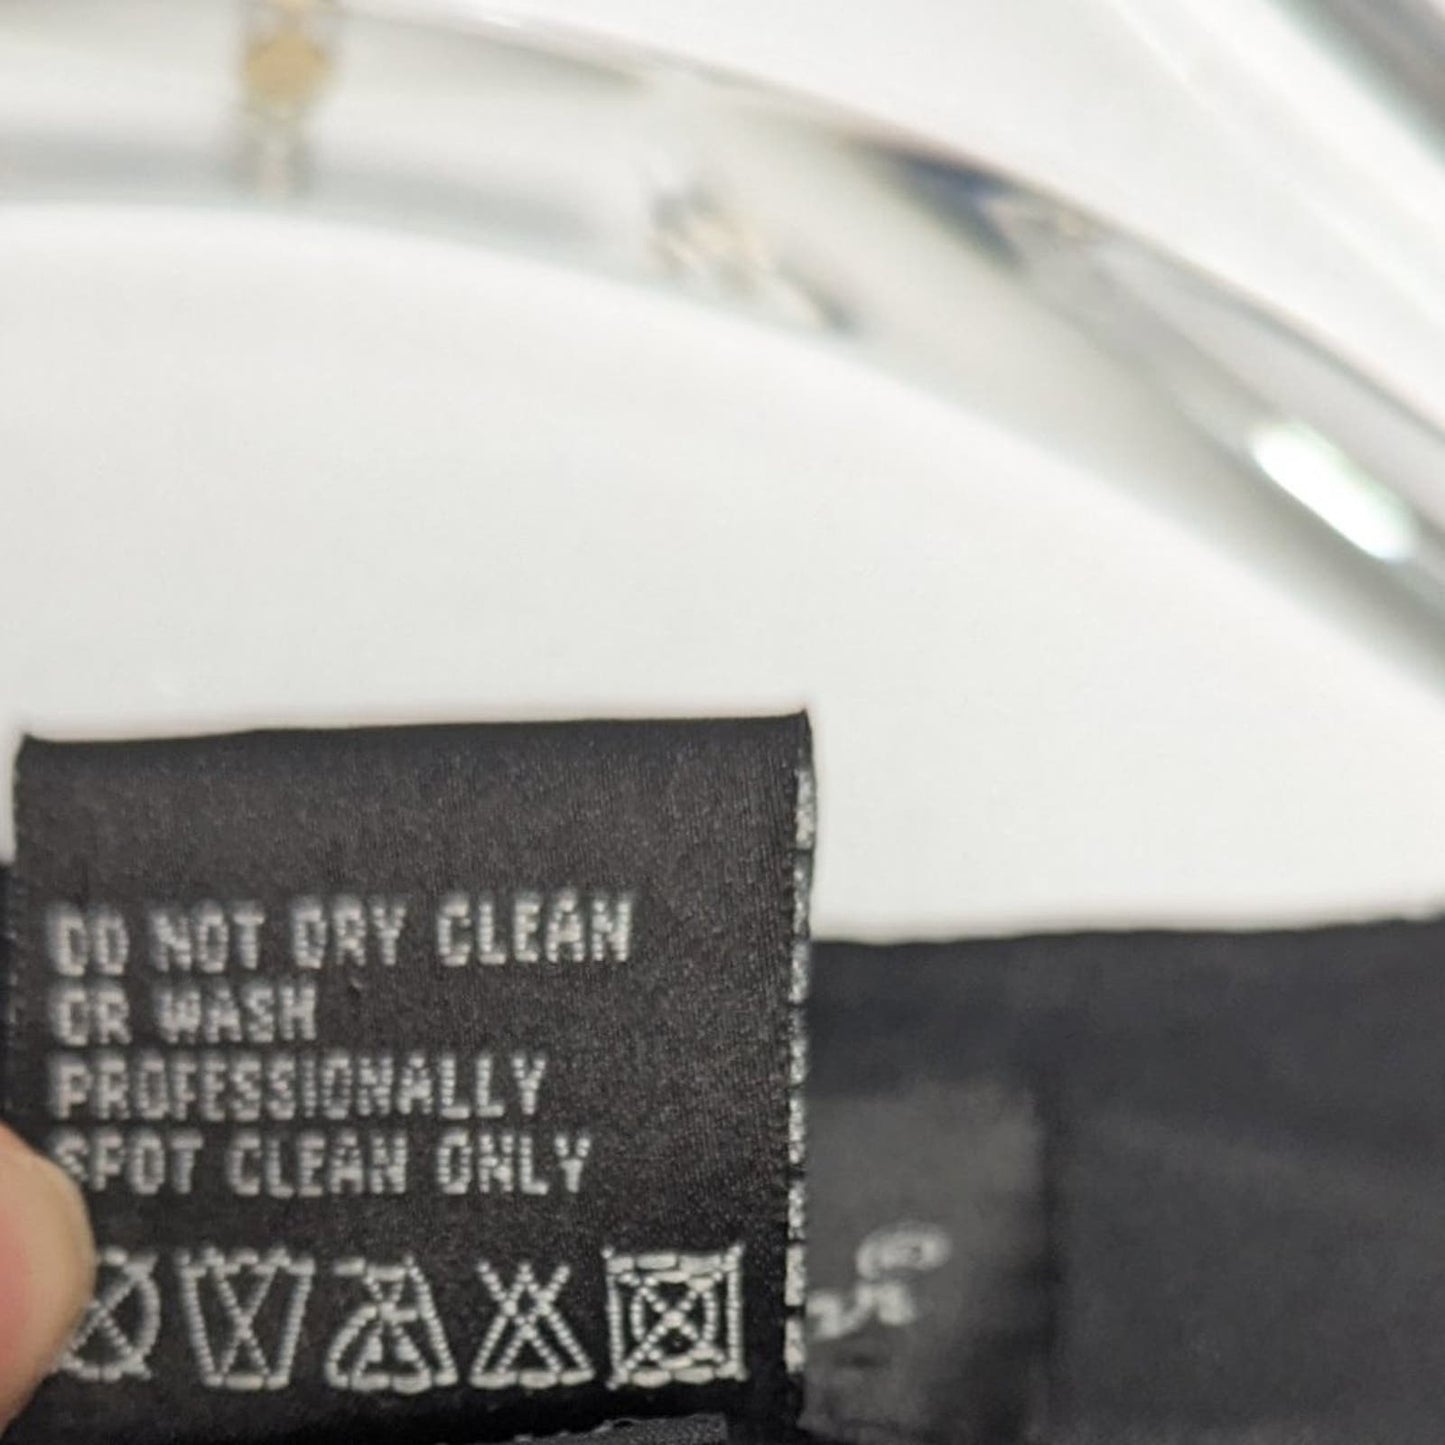 DO NOT DRY CLEAN
OR WASH
PROFESSIONALLY
SPOT CLEAN ONLY